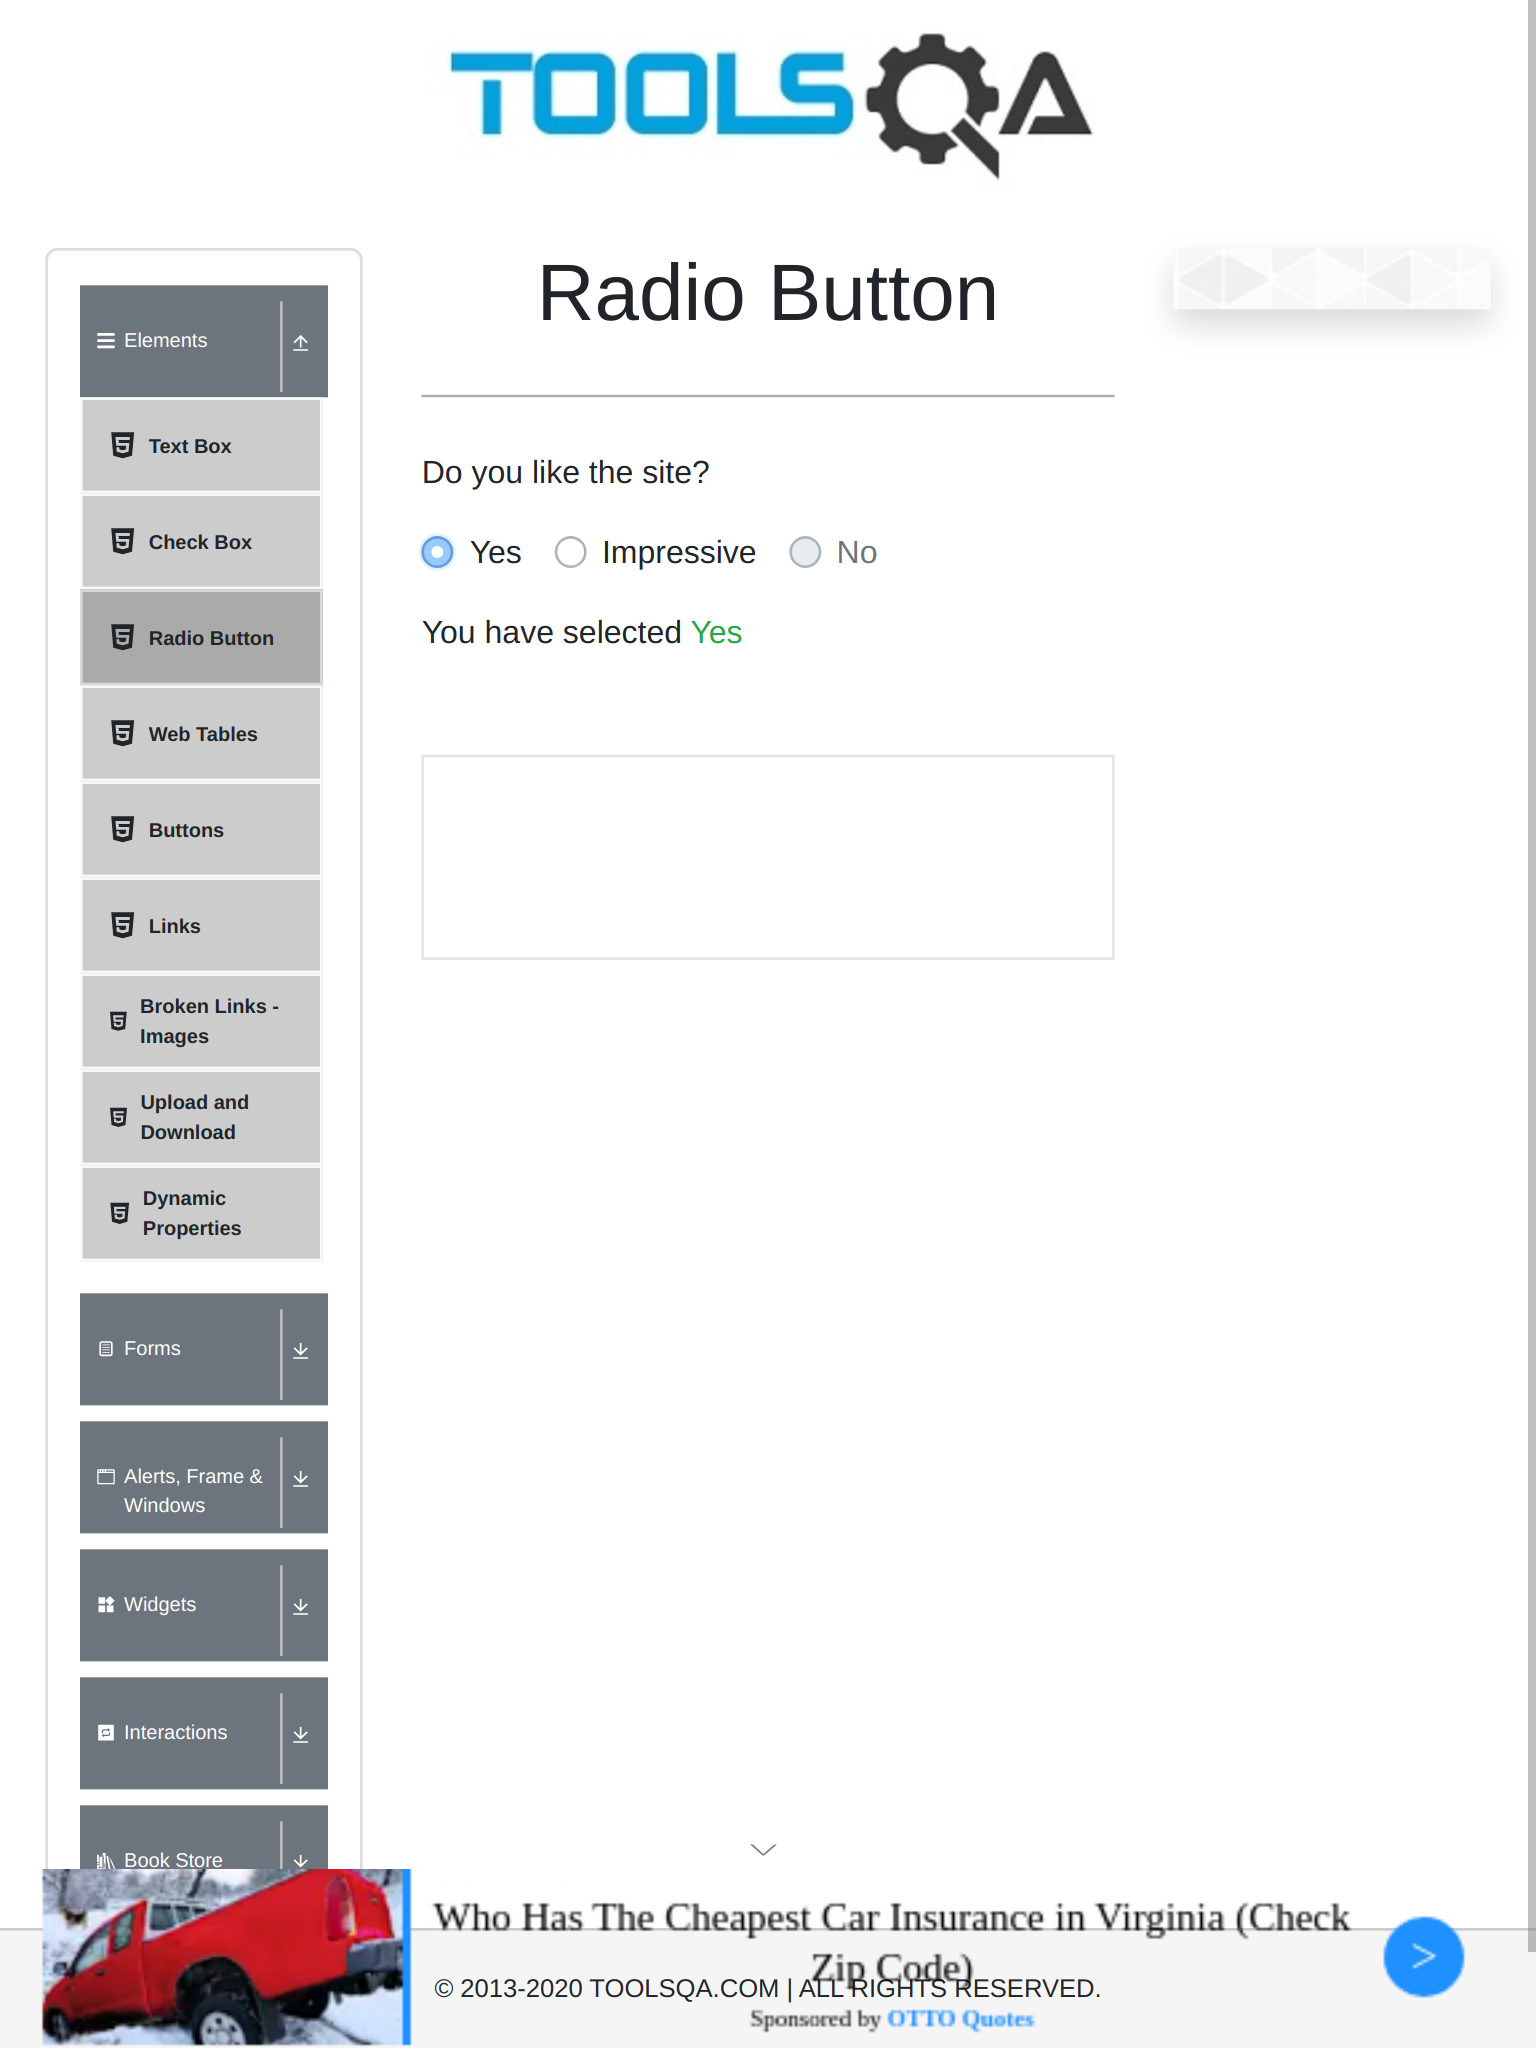 TOOLSQA
Radio Button
Elements
Text Box
Check Box
Radio Button
Web Tables
Buttons
Links
Broken Links -
Images
Upload and
Download
Dynamic
Properties
Forms
Alerts, Frame &
Windows
Widgets
Interactions
Book Store
Do you like the site?
Yes Impressive No
You have selected Yes
Who Has The Cheapest Car Insurance in Virginia (Check
Zip Code)
© 2013-2020 TOOLSQA.COM | ALL RIGHTS RESERVED.
Sponsored by OTTO Quotes